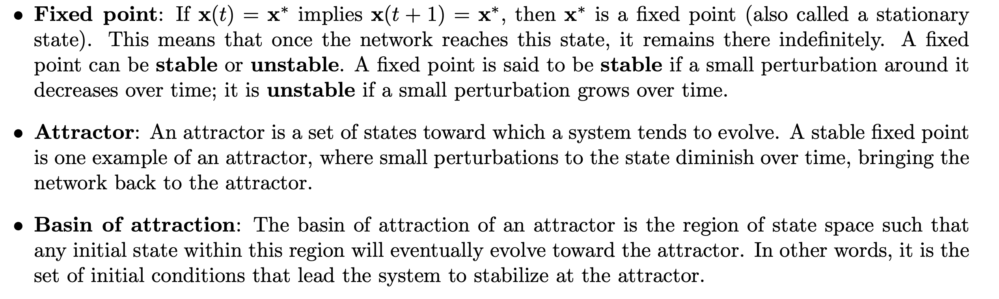 • Fixed point: If x(t) = x* implies x(t + 1) = x*, then x* is a fixed point (also called a stationary
state). This means that once the network reaches this state, it remains there indefinitely. A fixed
point can be stable or unstable. A fixed point is said to be stable if a small perturbation around it
decreases over time; it is unstable if a small perturbation grows over time.
• Attractor: An attractor is a set of states toward which a system tends to evolve. A stable fixed point
is one example of an attractor, where small perturbations to the state diminish over time, bringing the
network back to the attractor.
• Basin of attraction: The basin of attraction of an attractor is the region of state space such that
any initial state within this region will eventually evolve toward the attractor. In other words, it is the
set of initial conditions that lead the system to stabilize at the attractor.